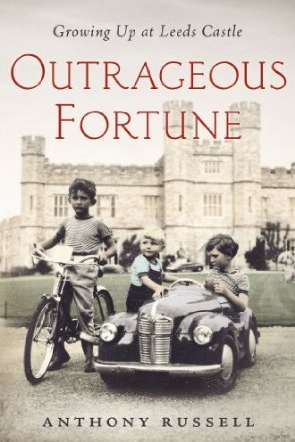 Growing Up at Leeds Castle
OUTRAGEOUS
FORTUNE
ANTHONY RUSSELL